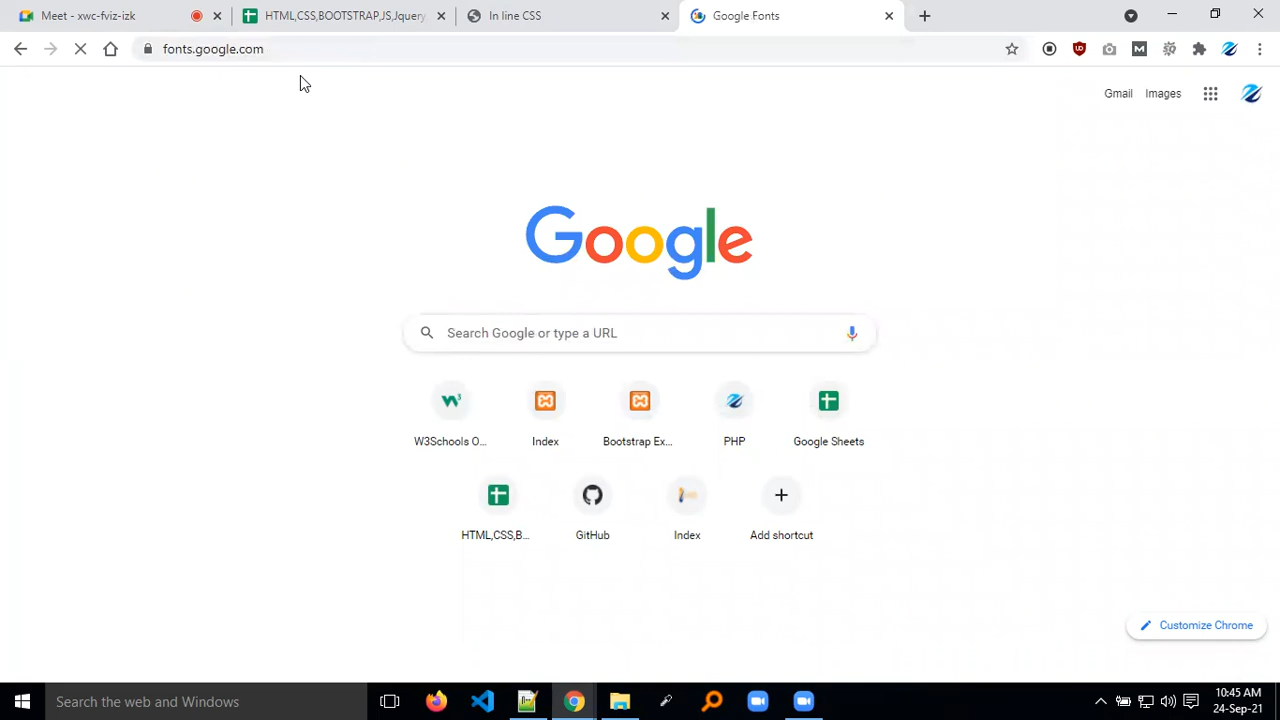 Meet - xwc-fviz-izk
HTML,CSS,BOOTSTRAP,JS,Jquery
In line CSS
Google Fonts
fonts.google.com
Gmail Images
Google
Search Google or type a URL
W3Schools O...
Index
Bootstrap Ex...
PHP
Google Sheets
HTML,CSS,B...
GitHub
Index
Add shortcut
Customize Chrome
Search the web and Windows
10:45 AM
24-Sep-21